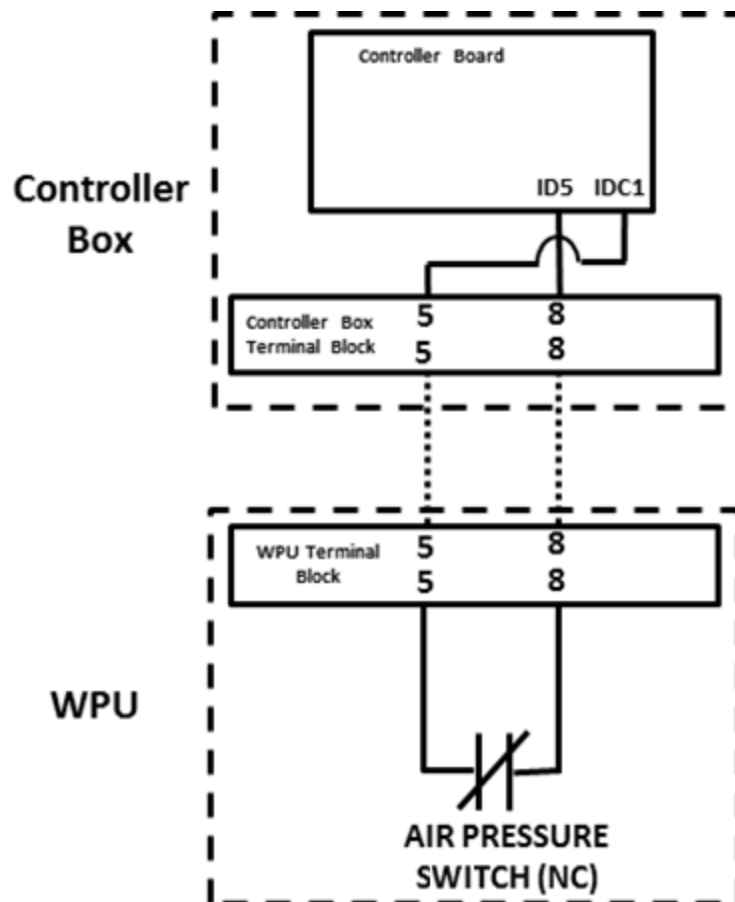 Controller Board
ID5 IDC1
Controller
Box
Controller Box
Terminal Block
5 8
5 8
WPU Terminal
Block
5 8
5 8
WPU
AIR PRESSURE
SWITCH (NC)